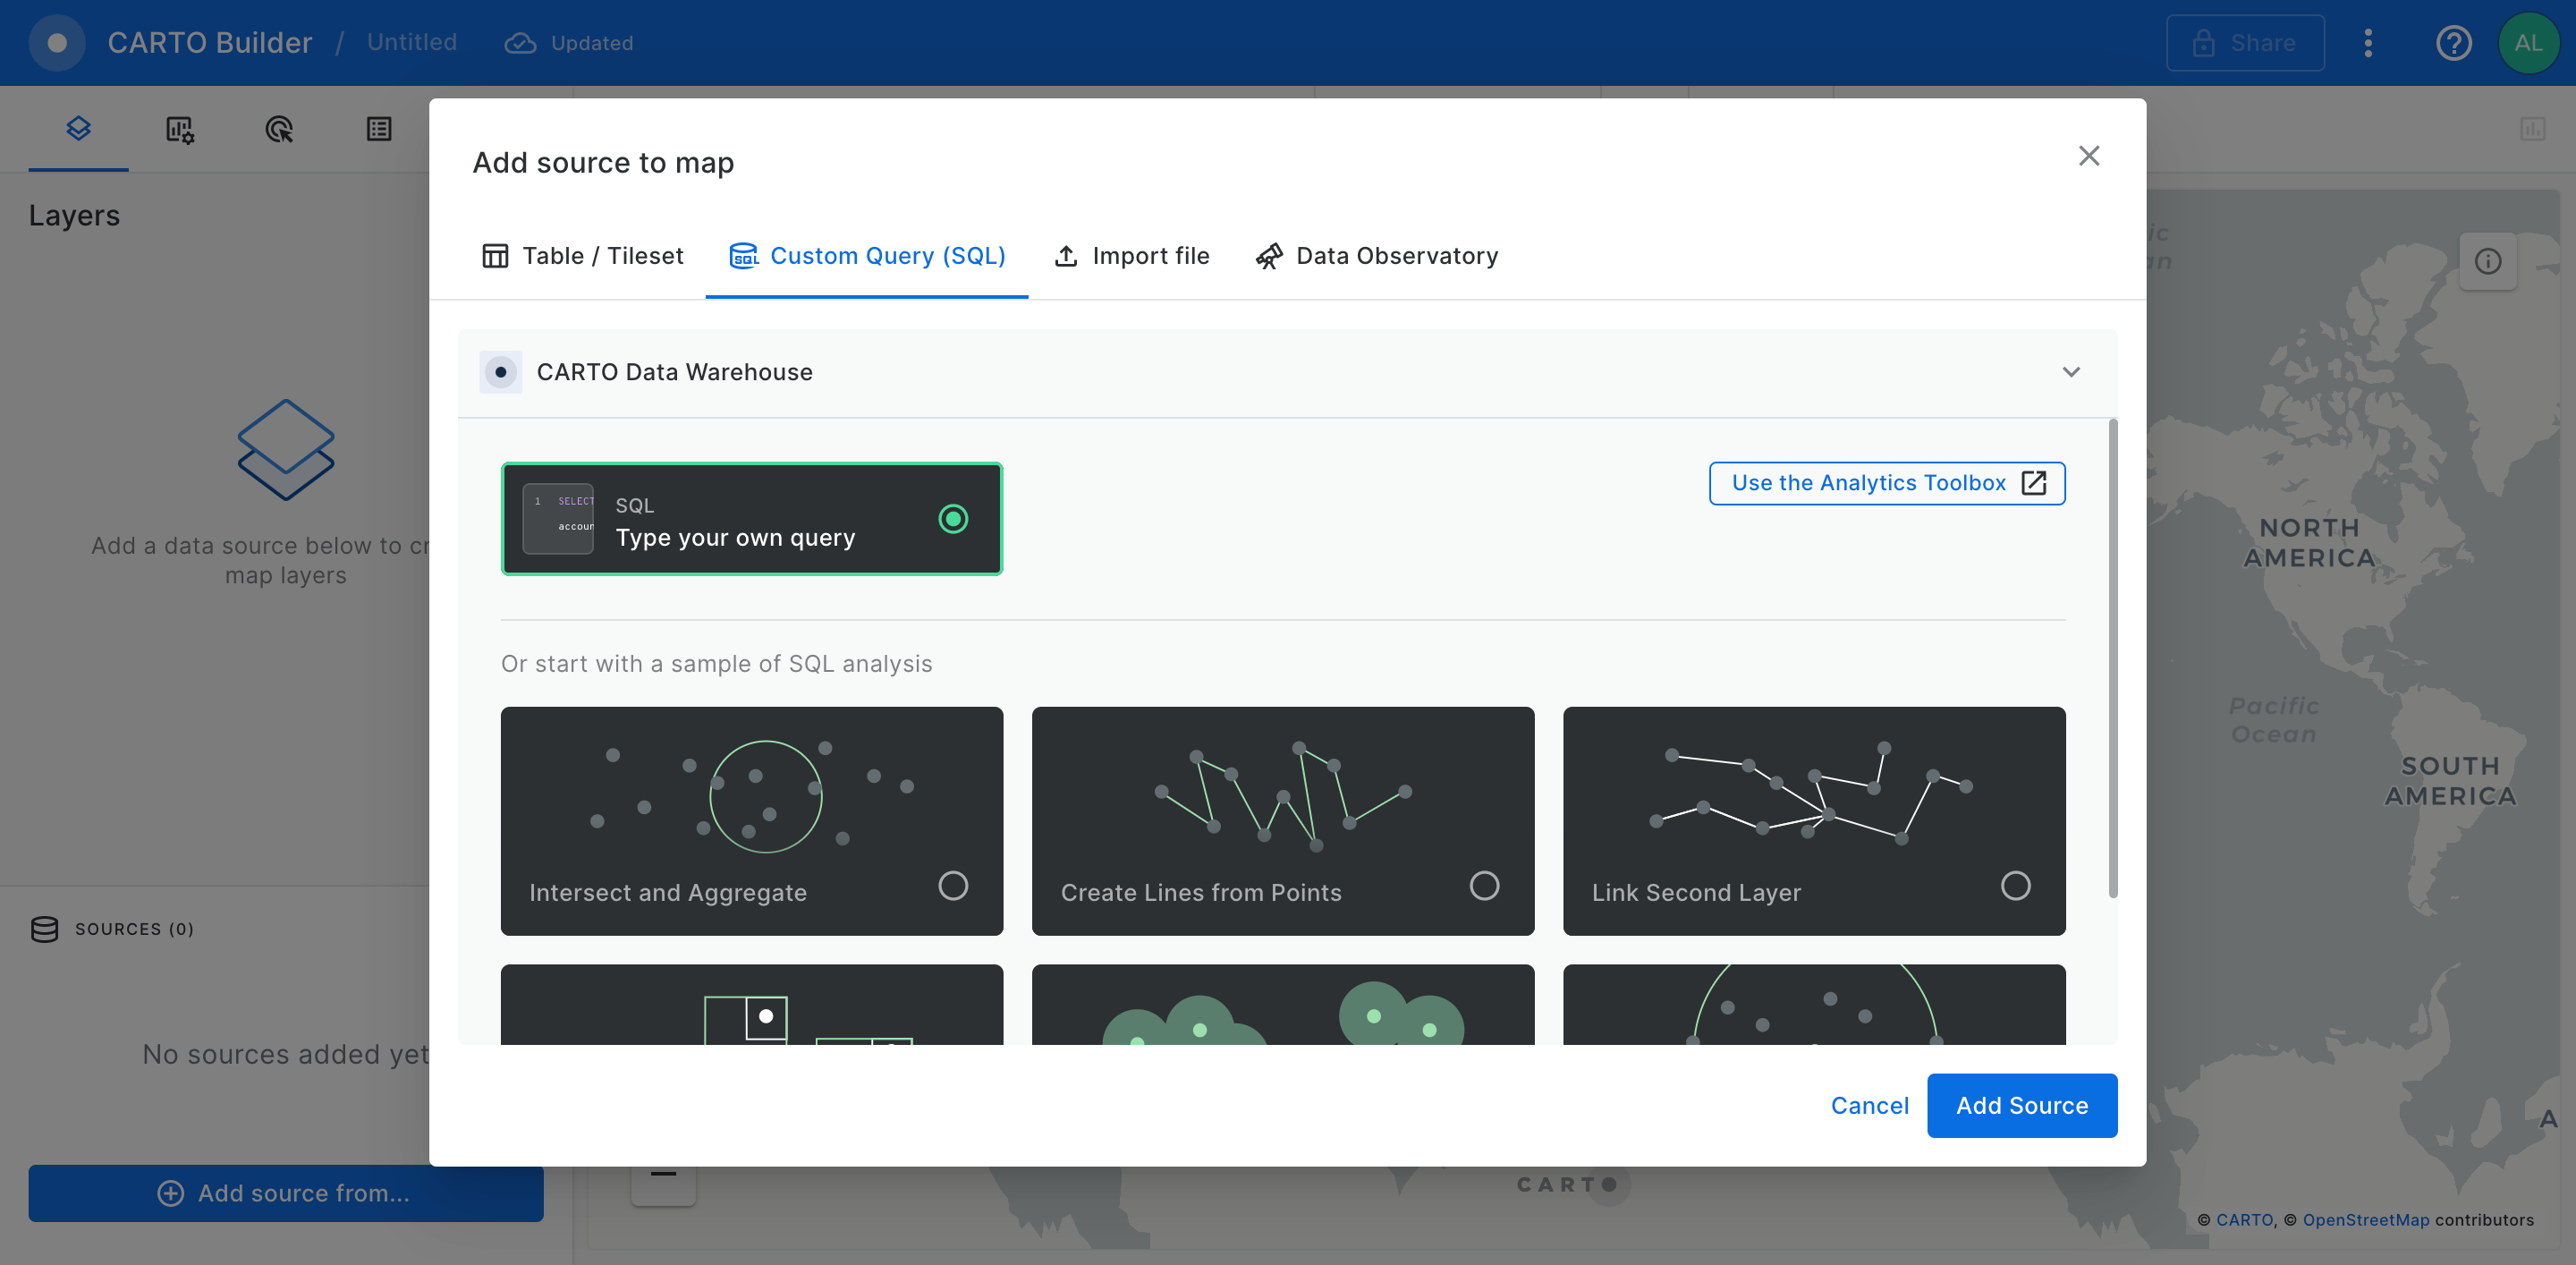 CARTO Builder / Untitled Updated
Share
AL
Layers
Add a data source below to cr
map layers
SOURCES (0)
No sources added yet
Add source from...
Add source to map
Table / Tileset
Custom Query (SQL)
Import file
Data Observatory
CARTO Data Warehouse
1 SELECT
accoun
SQL
Type your own query
Use the Analytics Toolbox
Or start with a sample of SQL analysis
Intersect and Aggregate
Create Lines from Points
Link Second Layer
Cancel
Add Source
ic
an
NORTH
AMERICA
Pacific
Ocean
SOUTH
AMERICA
A
CARTO
© CARTO, © OpenStreetMap contributors